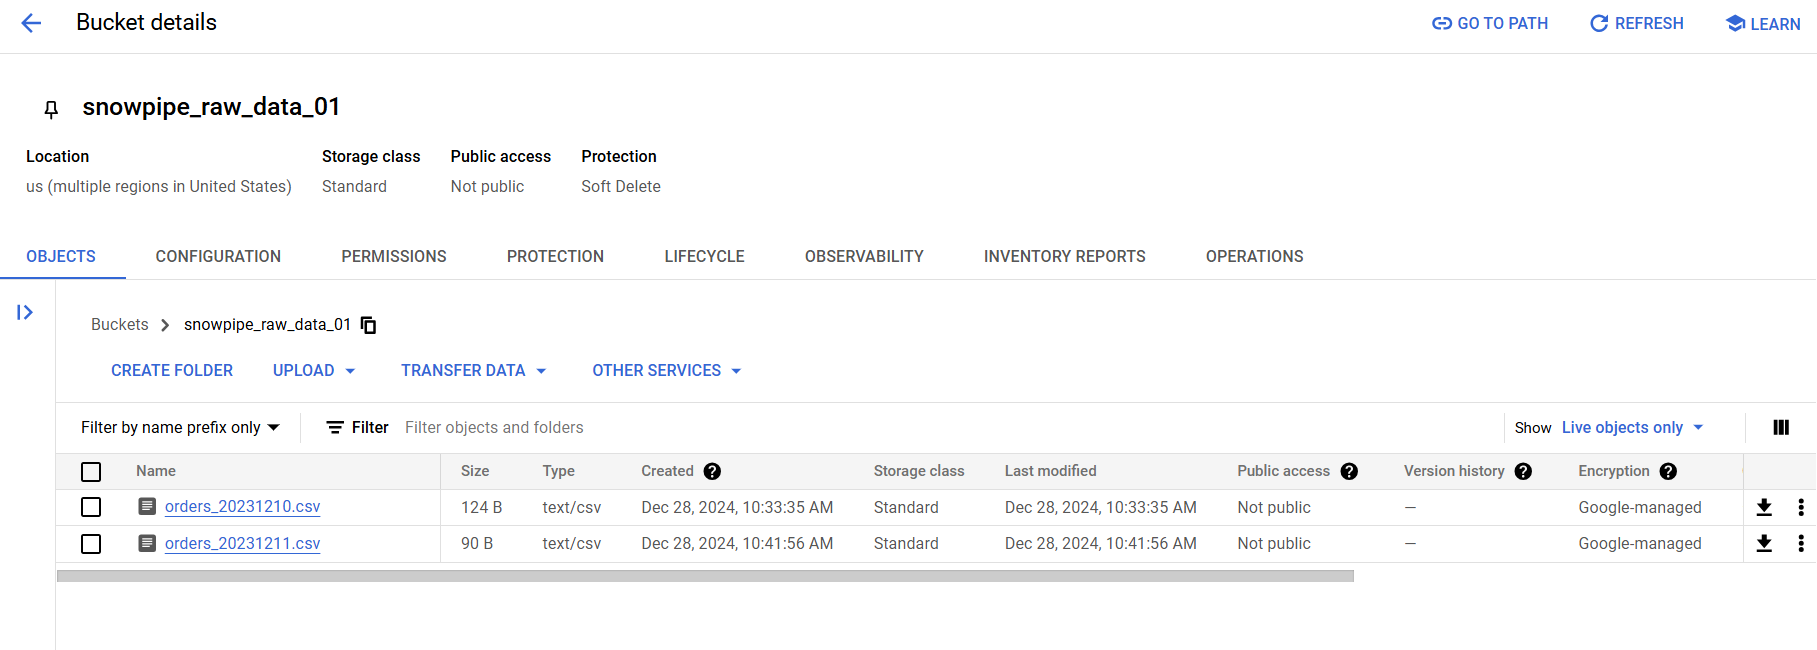 Bucket details
GO TO PATH REFRESH LEARN
snowpipe_raw_data_01
Location Storage class Public access Protection
us (multiple regions in United States) Standard Not public Soft Delete
OBJECTS CONFIGURATION PERMISSIONS PROTECTION LIFECYCLE OBSERVABILITY INVENTORY REPORTS OPERATIONS
Buckets > snowpipe_raw_data_01
CREATE FOLDER UPLOAD TRANSFER DATA OTHER SERVICES
Filter by name prefix only Filter Filter objects and folders Show Live objects only
Name Size Type Created ? Storage class Last modified Public access ? Version history ? Encryption ?
orders_20231210.csv 124 B text/csv Dec 28, 2024, 10:33:35 AM Standard Dec 28, 2024, 10:33:35 AM Not public — Google-managed
orders_20231211.csv 90 B text/csv Dec 28, 2024, 10:41:56 AM Standard Dec 28, 2024, 10:41:56 AM Not public — Google-managed